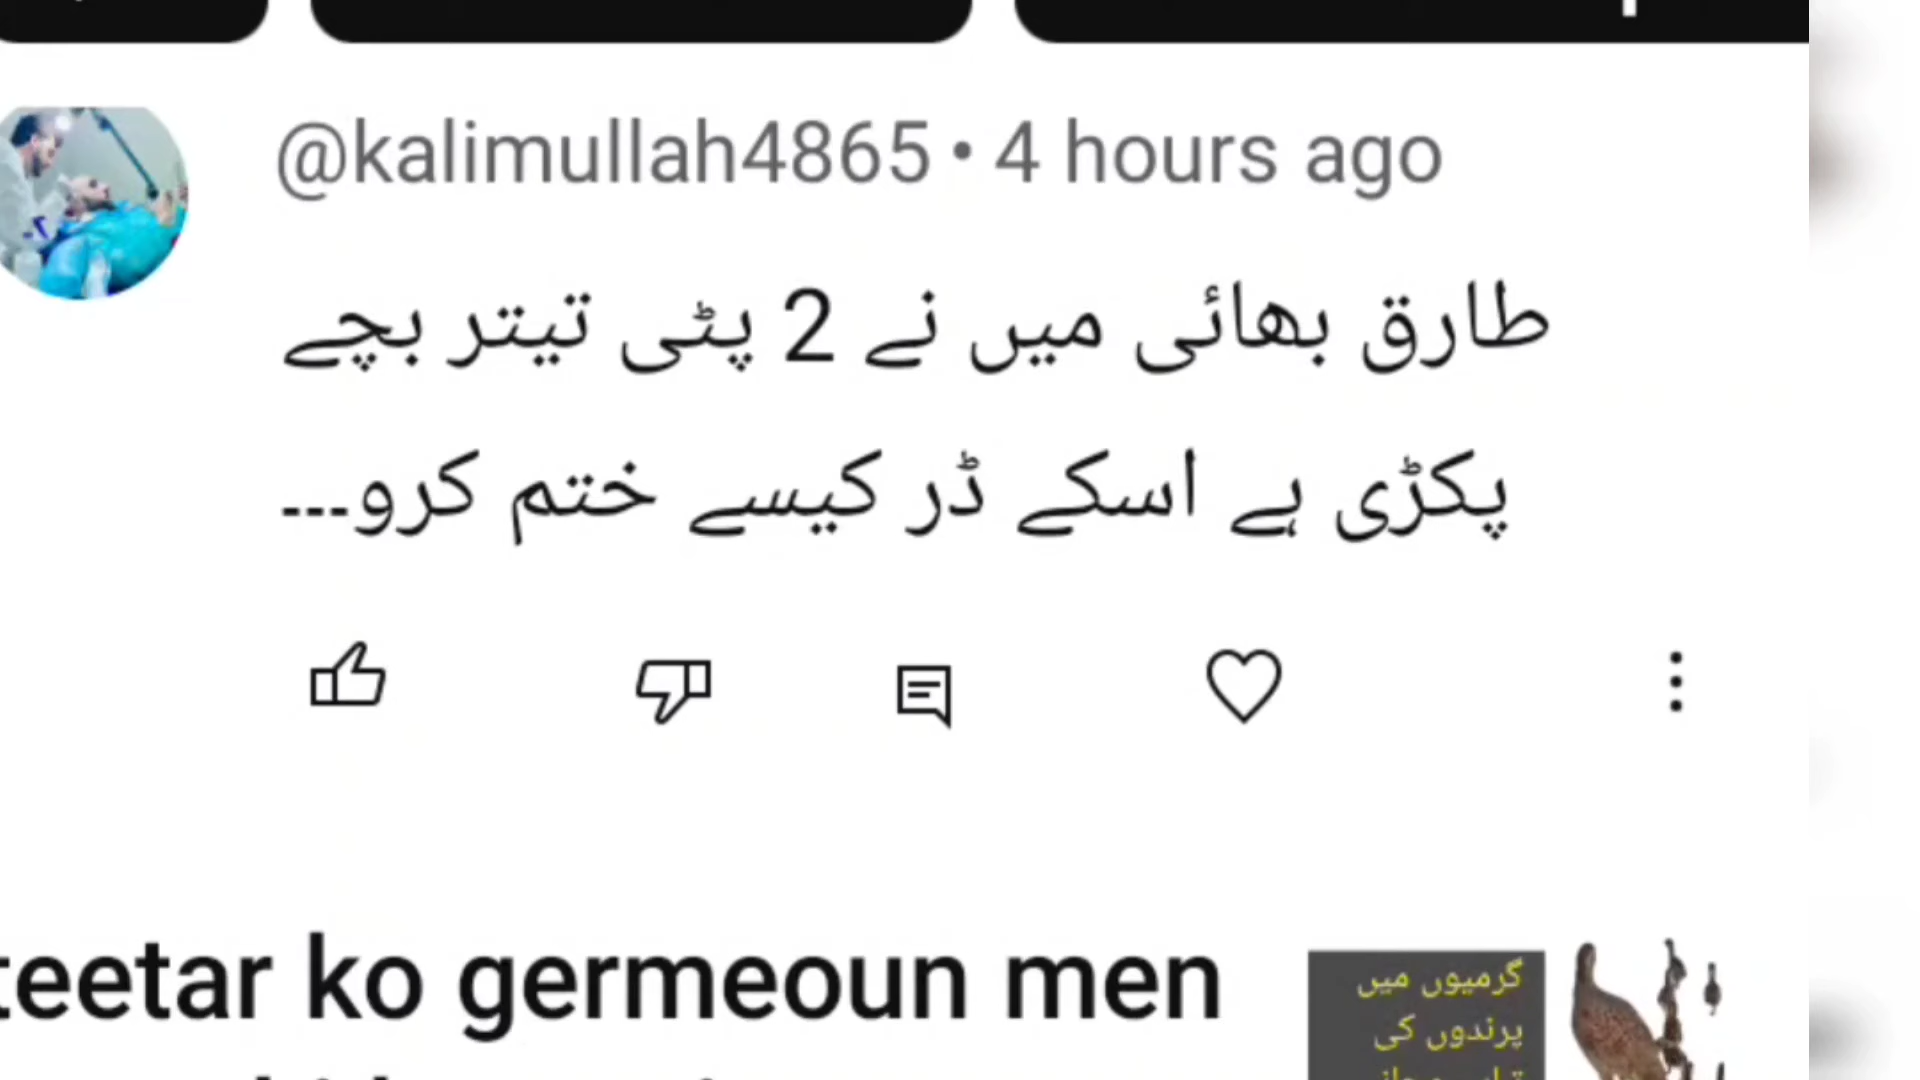 @kalimullah4865 • 4 hours ago
طارق بھائی میں نے 2 پٹی تیتر بچے
پکڑی ہے اسکے ڈر کیسے ختم کرو---
teetar ko germeoun men
گرمیوں میں
پرندوں کی